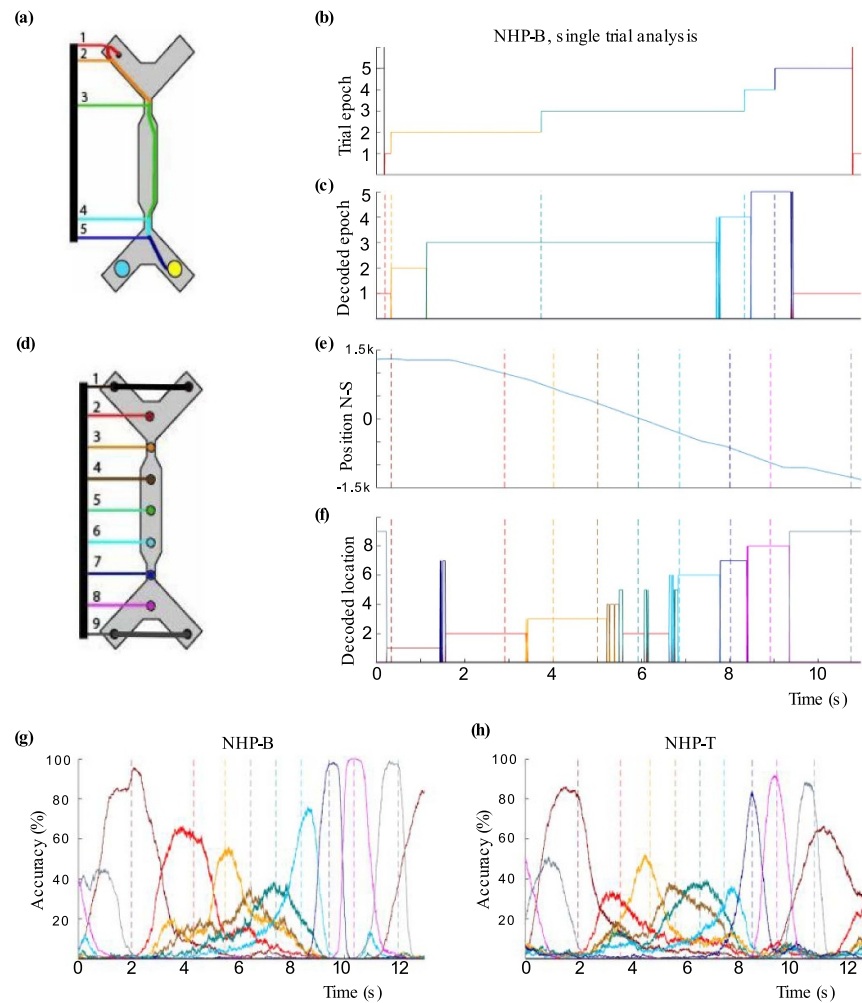 (a)
1
2
3
4
5
(b)
NHP-B, single trial analysis
Trial epoch
5
4
3
2
1
(c)
Decoded epoch
5
4
3
2
1
(d)
1
2
3
4
5
6
7
8
9
(e)
Position N-S
1.5k
0
-1.5k
(f)
Decoded location
8
6
4
2
0 2 4 6 8 10
Time (s)
(g)
NHP-B
Accuracy (%)
100
80
60
40
20
0 2 4 6 8 10 12
Time (s)
(h)
NHP-T
Accuracy (%)
100
80
60
40
20
0 2 4 6 8 10 12
Time (s)